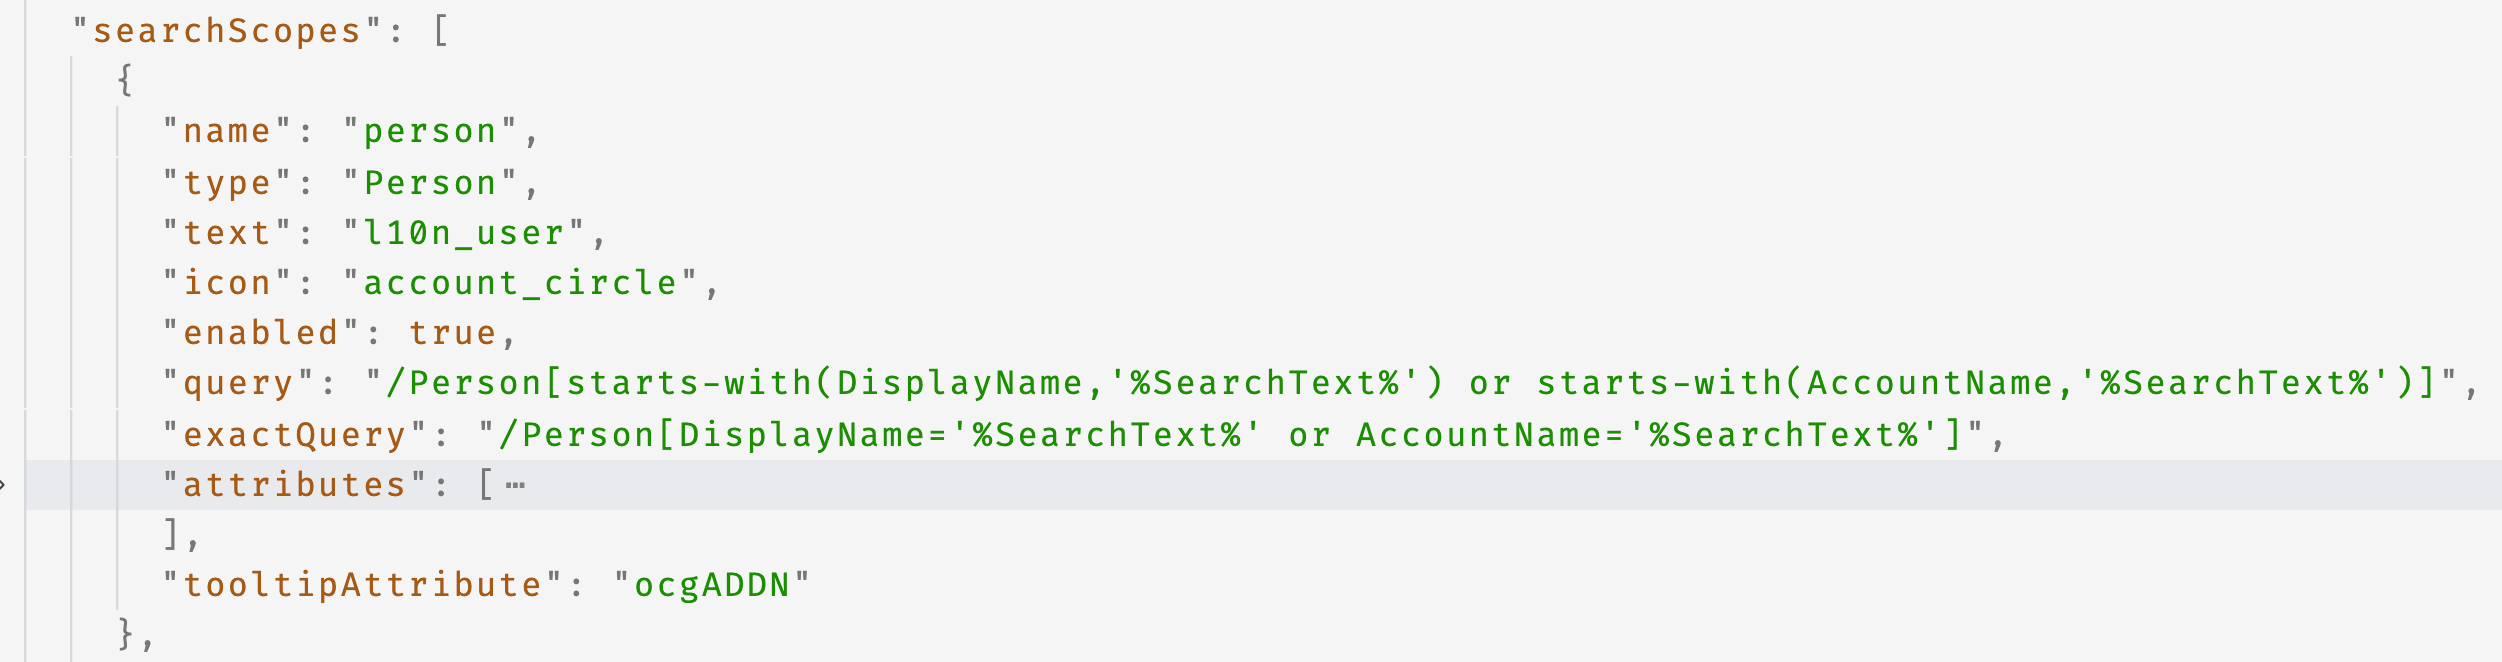 "searchScopes": [
{
"name": "person",
"type": "Person",
"text": "l10n_user",
"icon": "account_circle",
"enabled": true,
"query": "/Person[starts-with(DisplayName,'%SearchText%') or starts-with(AccountName,'%SearchText%')]",
"exactQuery": "/Person[DisplayName='%SearchText%' or AccountName='%SearchText%']",
"attributes": [ ⋯
],
"tooltipAttribute": "ocgADDN"
},